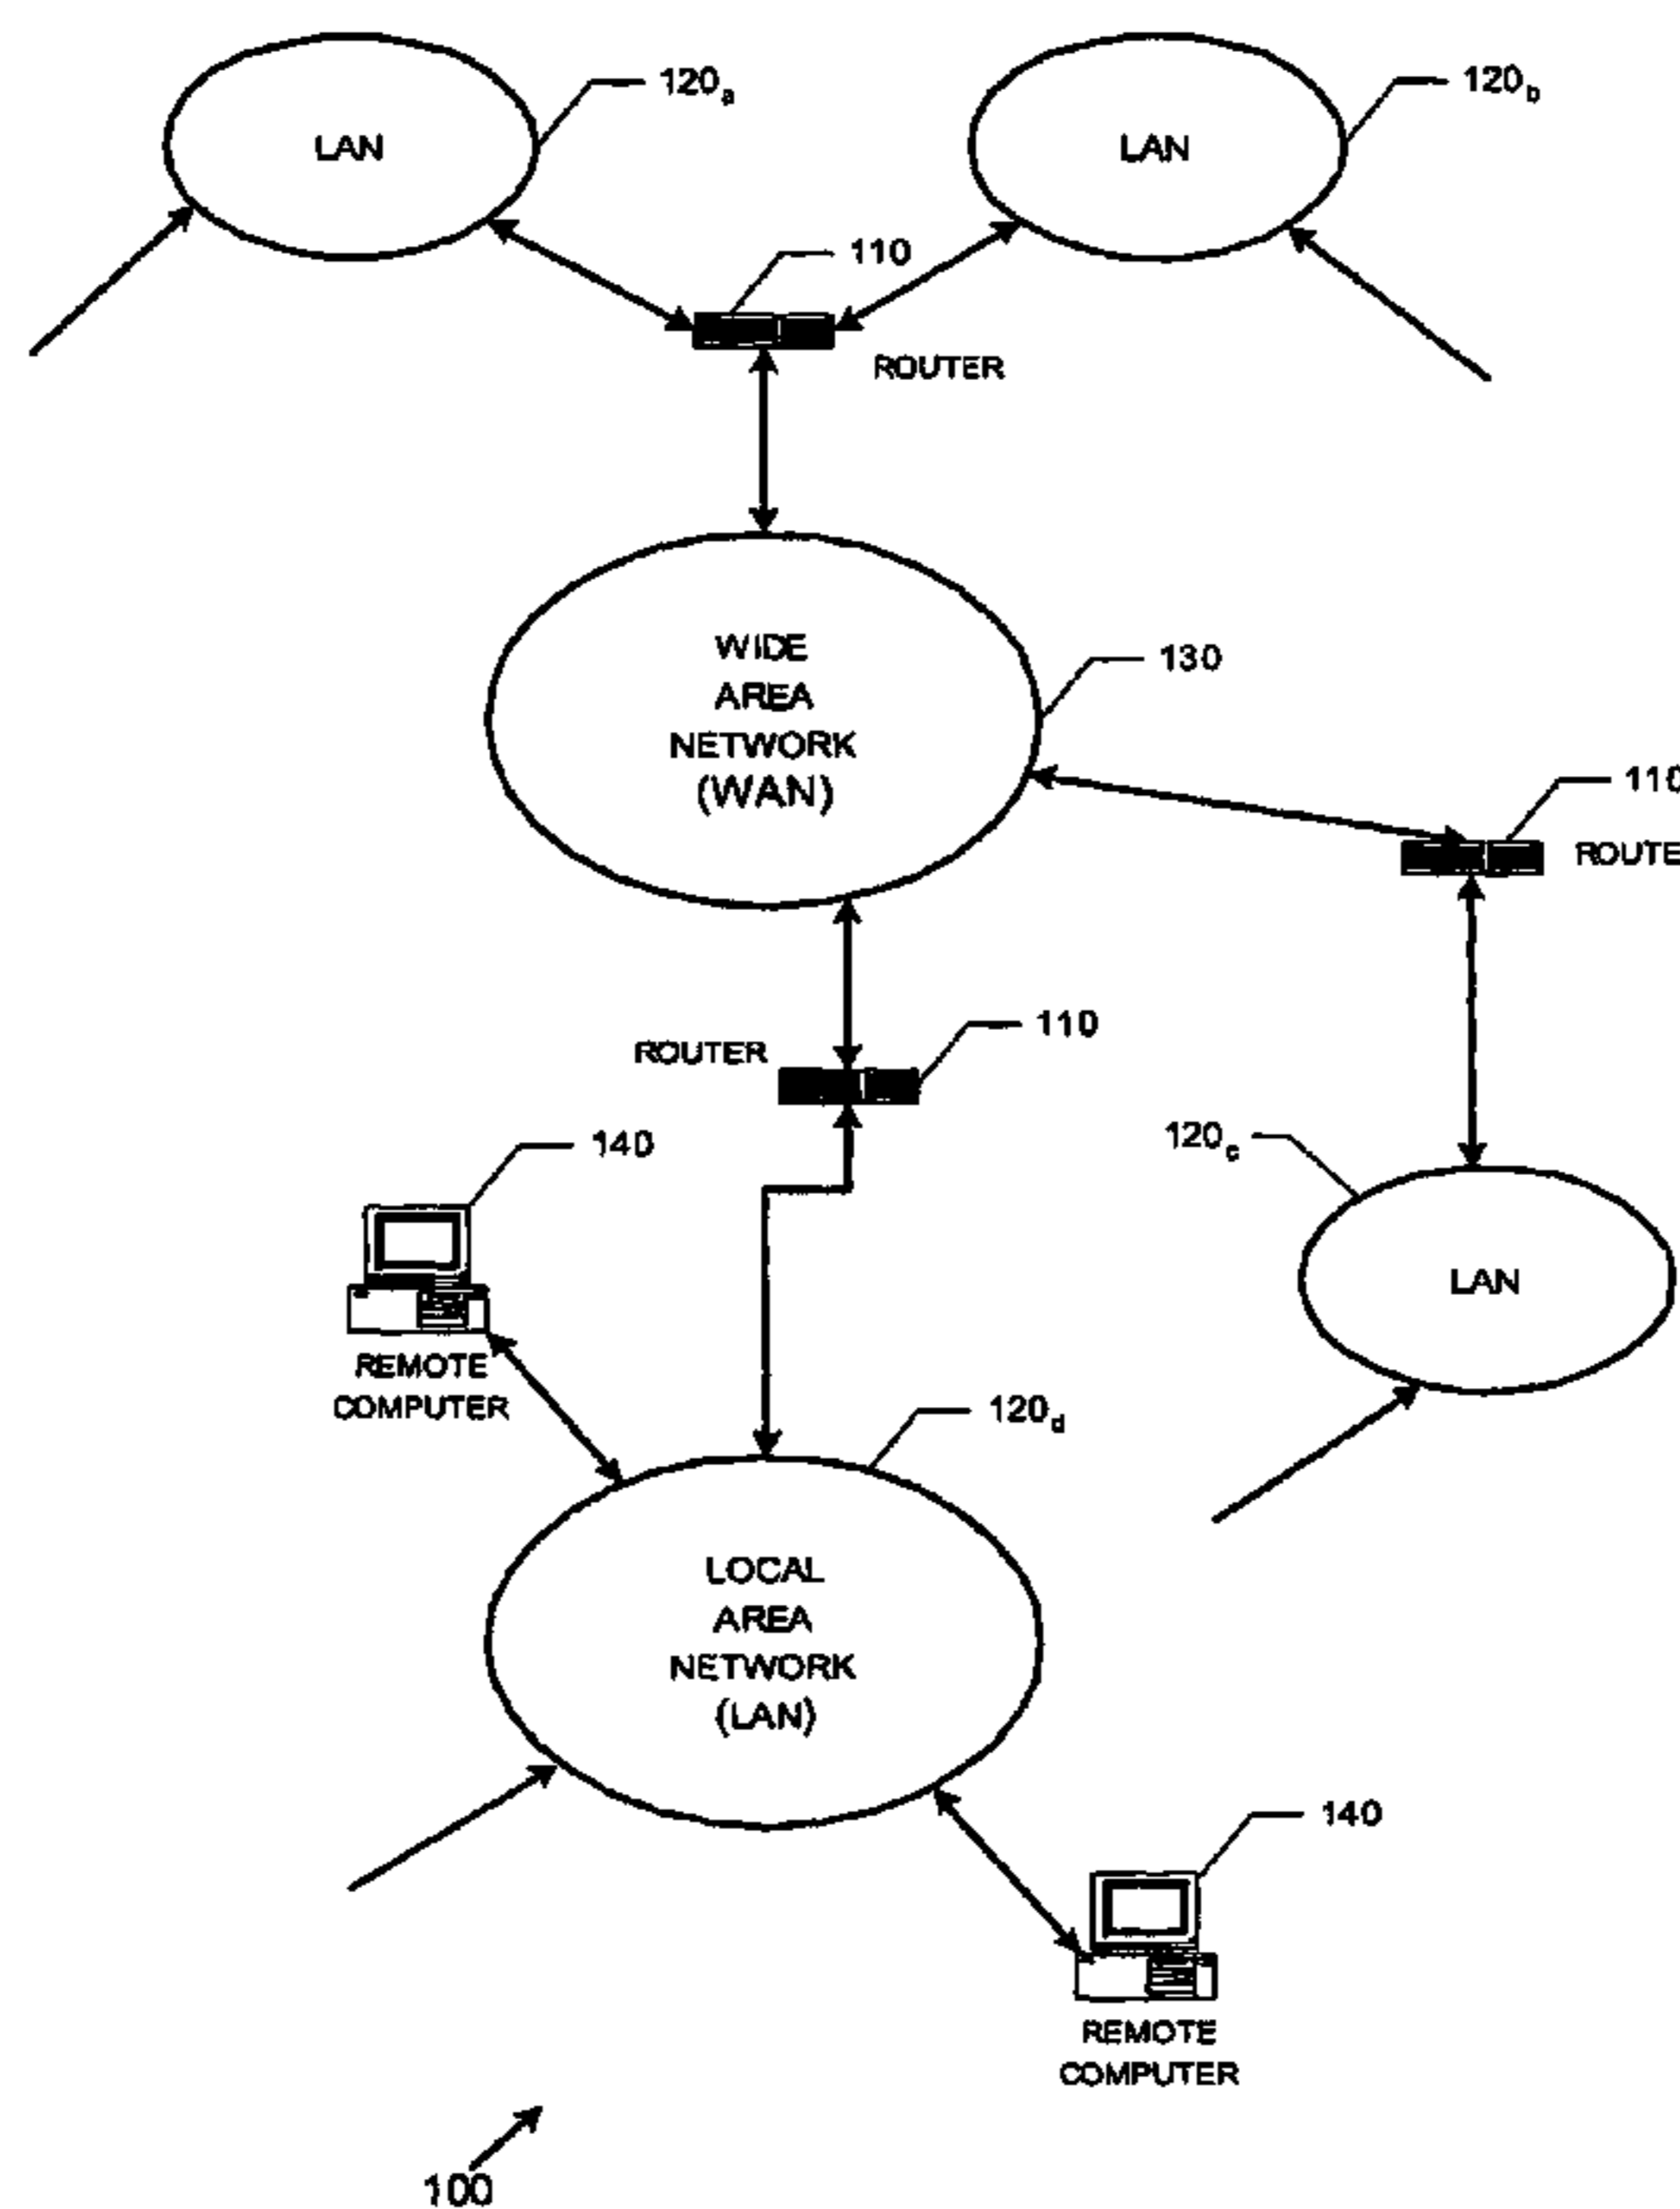 120a
120b
LAN
LAN
110
ROUTER
WIDE
AREA
NETWORK
(WAN)
130
110
ROUTE
ROUTER
110
140
120c
REMOTE
COMPUTER
LAN
120d
LOCAL
AREA
NETWORK
(LAN)
140
REMOTE
COMPUTER
100